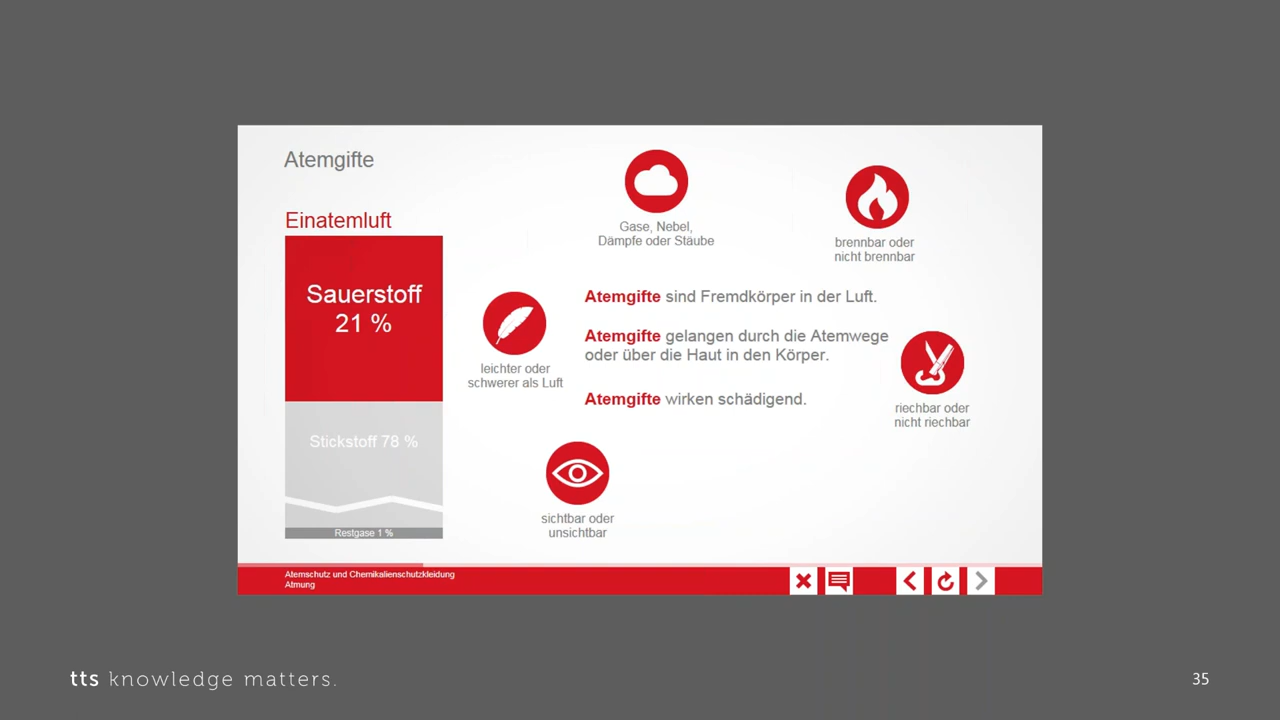 Atemgifte
Einatemluft
Sauerstoff
21 %
Stickstoff 78 %
Restgase 1 %
Gase, Nebel,
Dämpfe oder Stäube
brennbar oder
nicht brennbar
leichter oder
schwerer als Luft
Atemgifte sind Fremdkörper in der Luft.
Atemgifte gelangen durch die Atemwege
oder über die Haut in den Körper.
Atemgifte wirken schädigend.
riechbar oder
nicht riechbar
sichtbar oder
unsichtbar
Atemschutz und Chemikalienschutzkleidung
Atmung
tts knowledge matters.
35